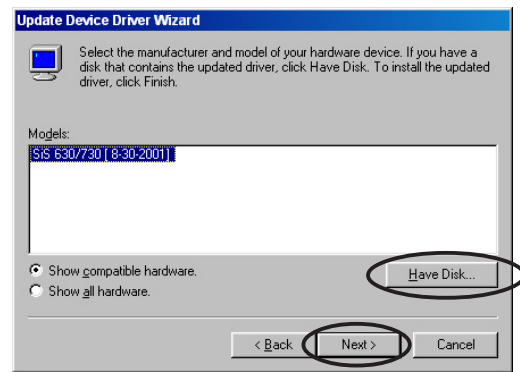 Update Device Driver Wizard
Select the manufacturer and model of your hardware device. If you have a
disk that contains the updated driver, click Have Disk. To install the updated
driver, click Finish.
Models:
SiS 630/730 [ 8-30-2001]
Show compatible hardware.
Show all hardware.
Have Disk...
< Back
Next >
Cancel